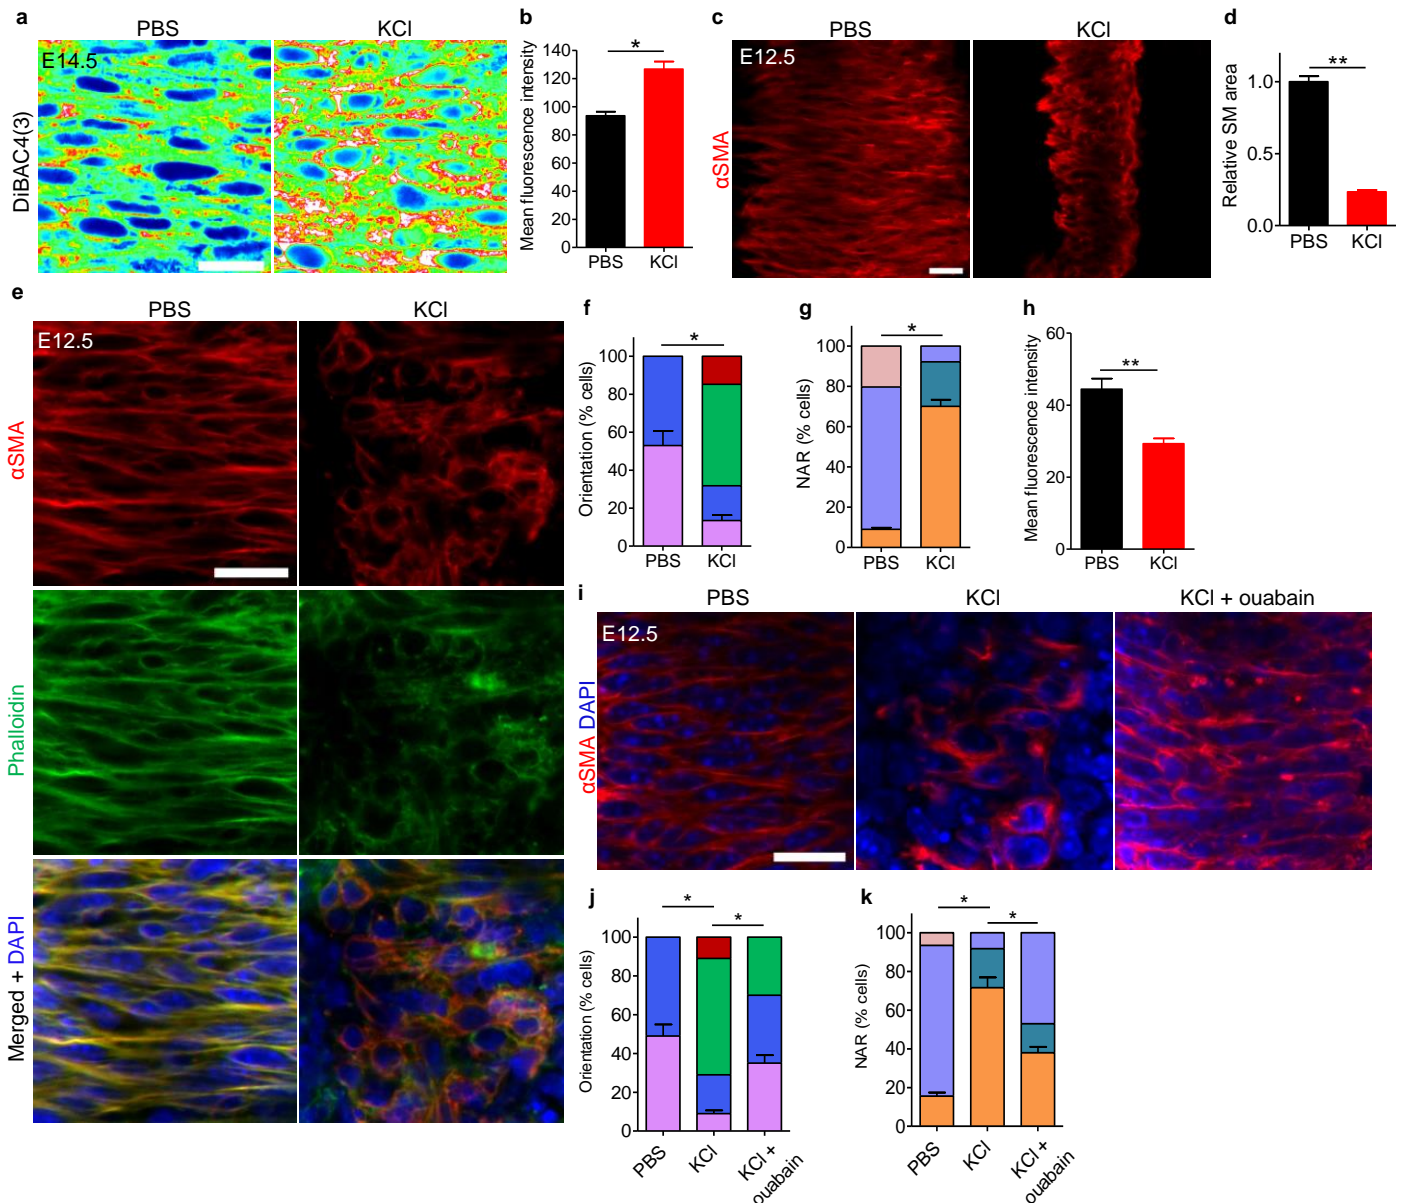 a
PBS
KCl
E14.5
DiBAC4(3)
b
*
Mean fluorescence intensity
140
120
100
80
60
40
20
0
PBS
KCl
c
PBS
KCl
E12.5
αSMA
d
**
Relative SM area
1.0
0.5
0.0
PBS
KCl
e
PBS
KCl
E12.5
αSMA
Phalloidin
Merged + DAPI
f
*
Orientation (% cells)
100
80
60
40
20
0
PBS
KCl
g
*
NAR (% cells)
100
80
60
40
20
0
PBS
KCl
h
**
Mean fluorescence intensity
60
40
20
0
PBS
KCl
i
PBS
KCl
KCl + ouabain
E12.5
αSMA DAPI
j
*
*
Orientation (% cells)
100
80
60
40
20
0
PBS
KCl
KCl +
ouabain
k
*
*
NAR (% cells)
100
80
60
40
20
0
PBS
KCl
KCl +
ouabain